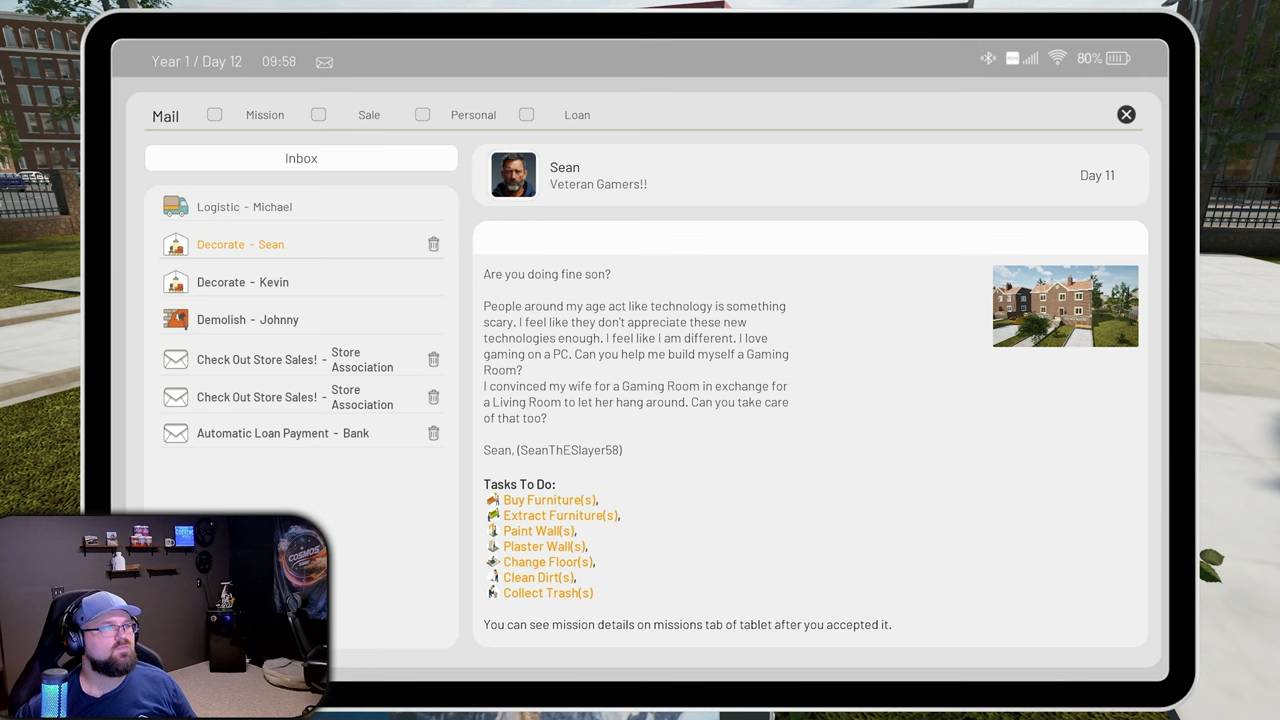 Year 1 / Day 12 09:58 80%
Mail Mission Sale Personal Loan
Inbox
Logistic - Michael
Decorate - Sean
Decorate - Kevin
Demolish - Johnny
Check Out Store Sales! - Store
Association
Check Out Store Sales! - Store
Association
Automatic Loan Payment - Bank
Sean
Veteran Gamers!!
Day 11
Are you doing fine son?
People around my age act like technology is something
scary. I feel like they don't appreciate these new
technologies enough. I feel like I am different. I love
gaming on a PC. Can you help me build myself a Gaming
Room?
I convinced my wife for a Gaming Room in exchange for
a Living Room to let her hang around. Can you take care
of that too?
Sean, (SeanThESlayer58)
Tasks To Do:
Buy Furniture(s),
Extract Furniture(s),
Paint Wall(s),
Plaster Wall(s),
Change Floor(s),
Clean Dirt(s),
Collect Trash(s)
You can see mission details on missions tab of tablet after you accepted it.
COSMOS